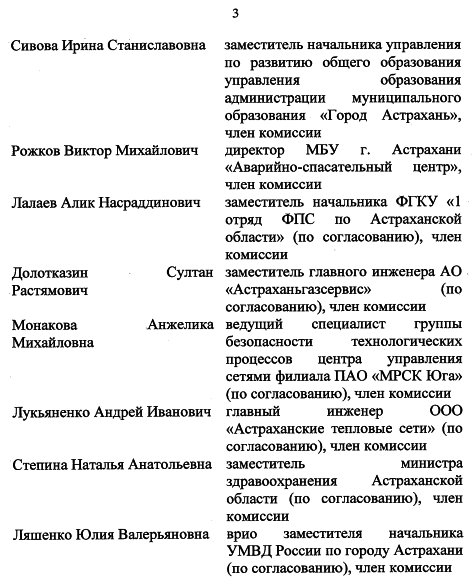 3
Сивова Ирина Станиславовна заместитель начальника управления
по развитию общего образования
управления образования
администрации муниципального
образования «Город Астрахань»,
член комиссии
Рожков Виктор Михайлович директор МБУ г. Астрахани
«Аварийно-спасательный центр»,
член комиссии
Лалаев Алик Насраддинович заместитель начальника ФГКУ «1
отряд ФПС по Астраханской
области» (по согласованию), член
комиссии
Долотказин Султан заместитель главного инженера АО
Растямович «Астраханьгазсервис» (по
согласованию), член комиссии
Монакова Анжелика ведущий специалист группы
Михайловна безопасности технологических
процессов центра управления
сетями филиала ПАО «МРСК Юга»
(по согласованию), член комиссии
Лукьяненко Андрей Иванович главный инженер ООО
«Астраханские тепловые сети» (по
согласованию), член комиссии
Степина Наталья Анатольевна заместитель министра
здравоохранения Астраханской
области (по согласованию), член
комиссии
Ляшенко Юлия Валерьяновна врио заместителя начальника
УМВД России по городу Астрахани
(по согласованию), член комиссии